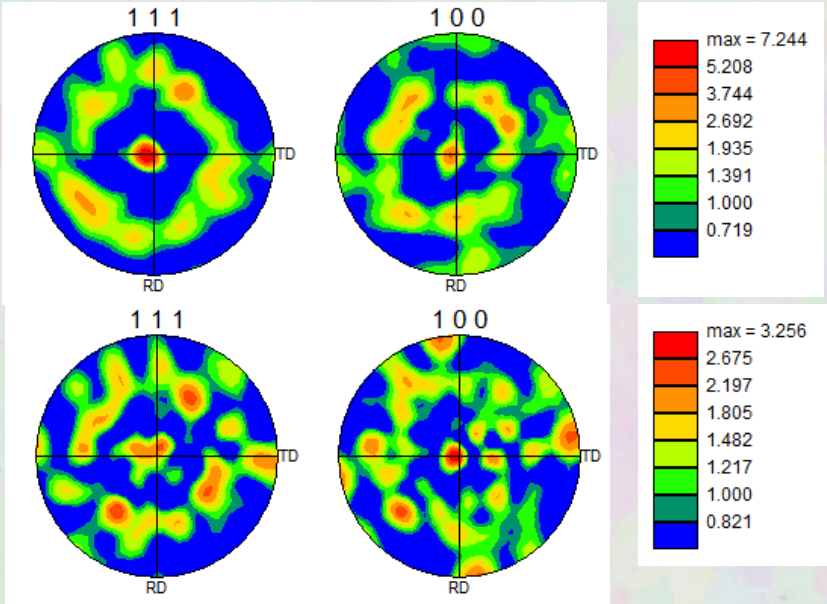 1 1 1
1 0 0
TD
TD
RD
RD
max = 7.244
5.208
3.744
2.692
1.935
1.391
1.000
0.719
1 1 1
1 0 0
TD
TD
RD
RD
max = 3.256
2.675
2.197
1.805
1.482
1.217
1.000
0.821